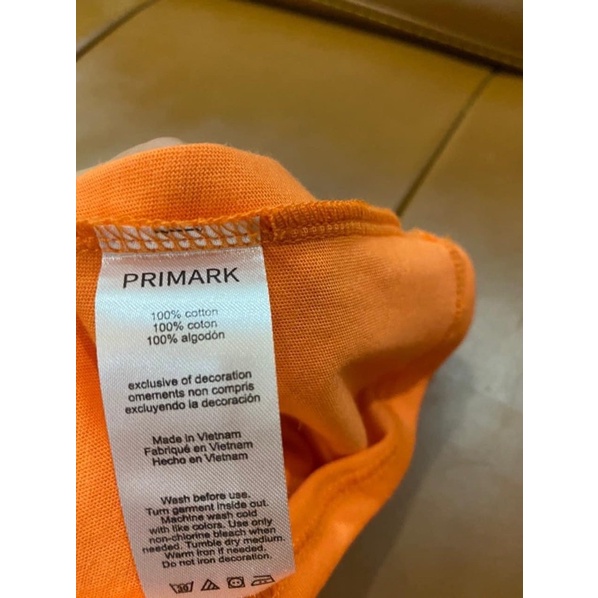 PRIMARK
100% cotton
100% coton
100% algodón
exclusive of decoration
ornements non compris
excluyendo la decoración
Made in Vietnam
Fabriqué en Vietnam
Hecho en Vietnam
Wash before use.
Turn garment inside out.
Machine wash cold
with like colors. Use only
non-chlorine bleach when
needed. Tumble dry medium.
Warm iron if needed.
Do not iron decoration.